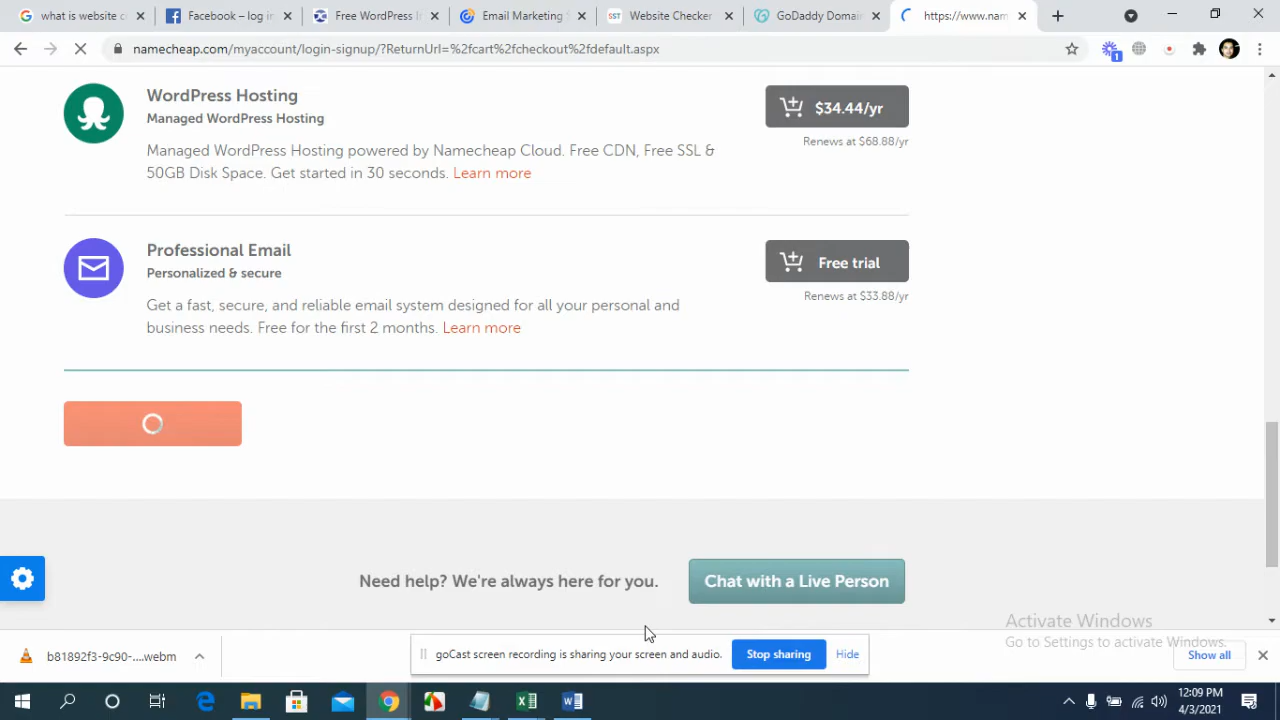 what is website c
Facebook – log in
Free WordPress I
Email Marketing S
Website Checker
GoDaddy Domain
https://www.nam
namecheap.com/myaccount/login-signup/?ReturnUrl=%2fcart%2fcheckout%2fdefault.aspx
1
WordPress Hosting
Managed WordPress Hosting
$34.44/yr
Renews at $68.88/yr
Managed WordPress Hosting powered by Namecheap Cloud. Free CDN, Free SSL &
50GB Disk Space. Get started in 30 seconds. Learn more
Professional Email
Personalized & secure
Free trial
Renews at $33.88/yr
Get a fast, secure, and reliable email system designed for all your personal and
business needs. Free for the first 2 months. Learn more
Need help? We're always here for you.
Chat with a Live Person
Activate Windows
Go to Settings to activate Windows.
b81892f3-9c90-....webm
goCast screen recording is sharing your screen and audio.
Stop sharing
Hide
Show all
12:09 PM
4/3/2021